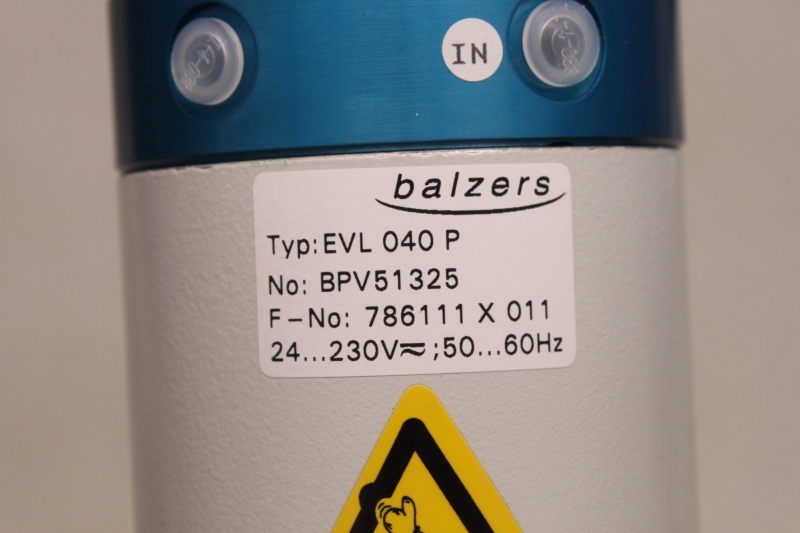 IN
balzers
Typ: EVL 040 P
No: BPV51325
F-No: 786111 X 011
24...230V≂;50...60Hz